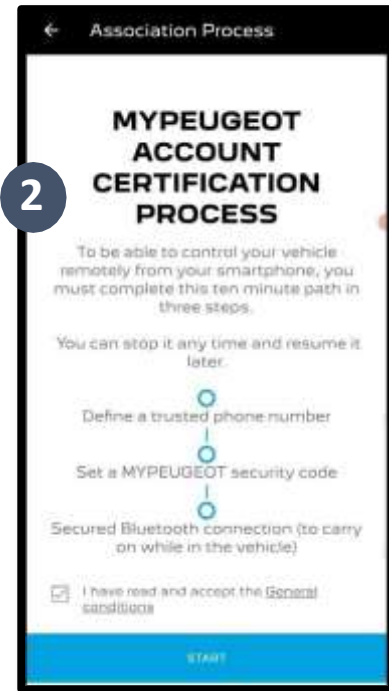 ← Association Process
MYPEUGEOT
ACCOUNT
CERTIFICATION
PROCESS
2
To be able to control your vehicle
remotely from your smartphone, you
must complete this ten minute path in
three steps.
You can stop it any time and resume it
later.
Define a trusted phone number
Set a MYPEUGEOT security code
Secured Bluetooth connection (to carry
on while in the vehicle)
I have read and accept the General
conditions
START